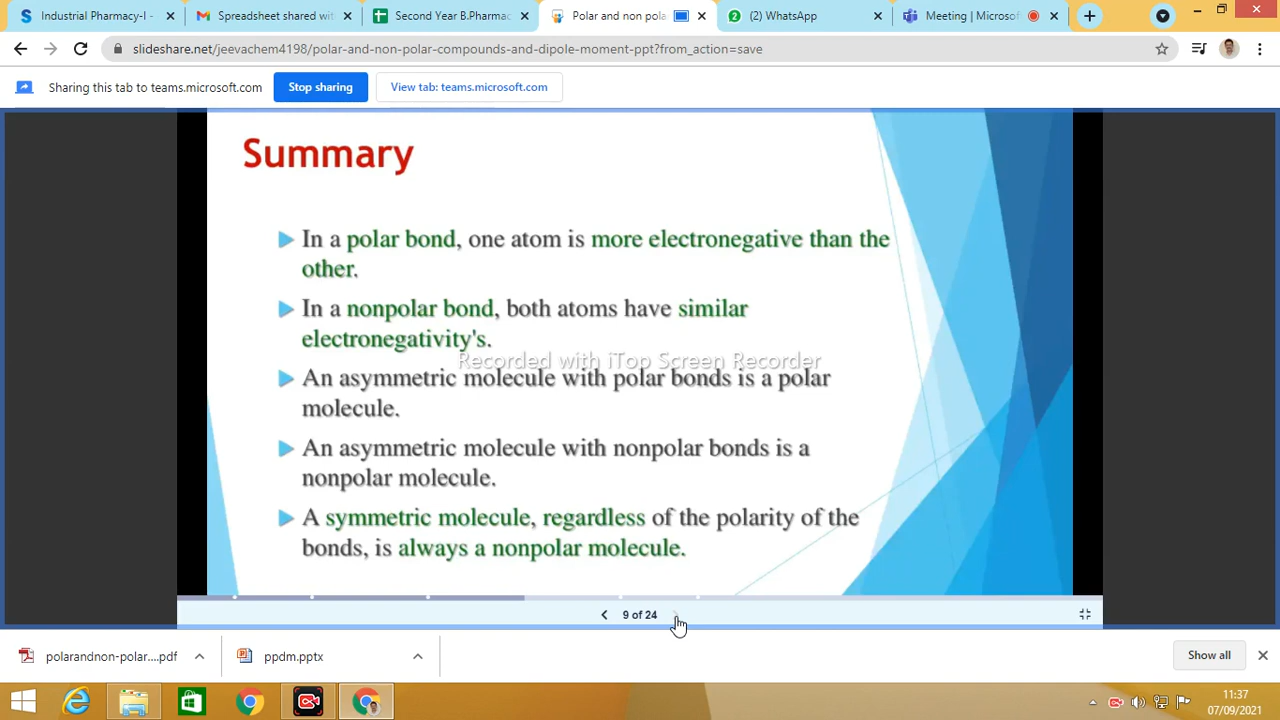 Industrial Pharmacy-I -
Spreadsheet shared wit
Second Year B.Pharmac
Polar and non pola
(2) WhatsApp
Meeting | Microsof
slideshare.net/jeevachem4198/polar-and-non-polar-compounds-and-dipole-moment-ppt?from_action=save
Sharing this tab to teams.microsoft.com
Stop sharing
View tab: teams.microsoft.com
Summary
In a polar bond, one atom is more electronegative than the
other.
In a nonpolar bond, both atoms have similar
electronegativity's.
Recorded with iTop Screen Recorder
An asymmetric molecule with polar bonds is a polar
molecule.
An asymmetric molecule with nonpolar bonds is a
nonpolar molecule.
A symmetric molecule, regardless of the polarity of the
bonds, is always a nonpolar molecule.
9 of 24
polarandnon-polar....pdf
ppdm.pptx
Show all
11:37
07/09/2021